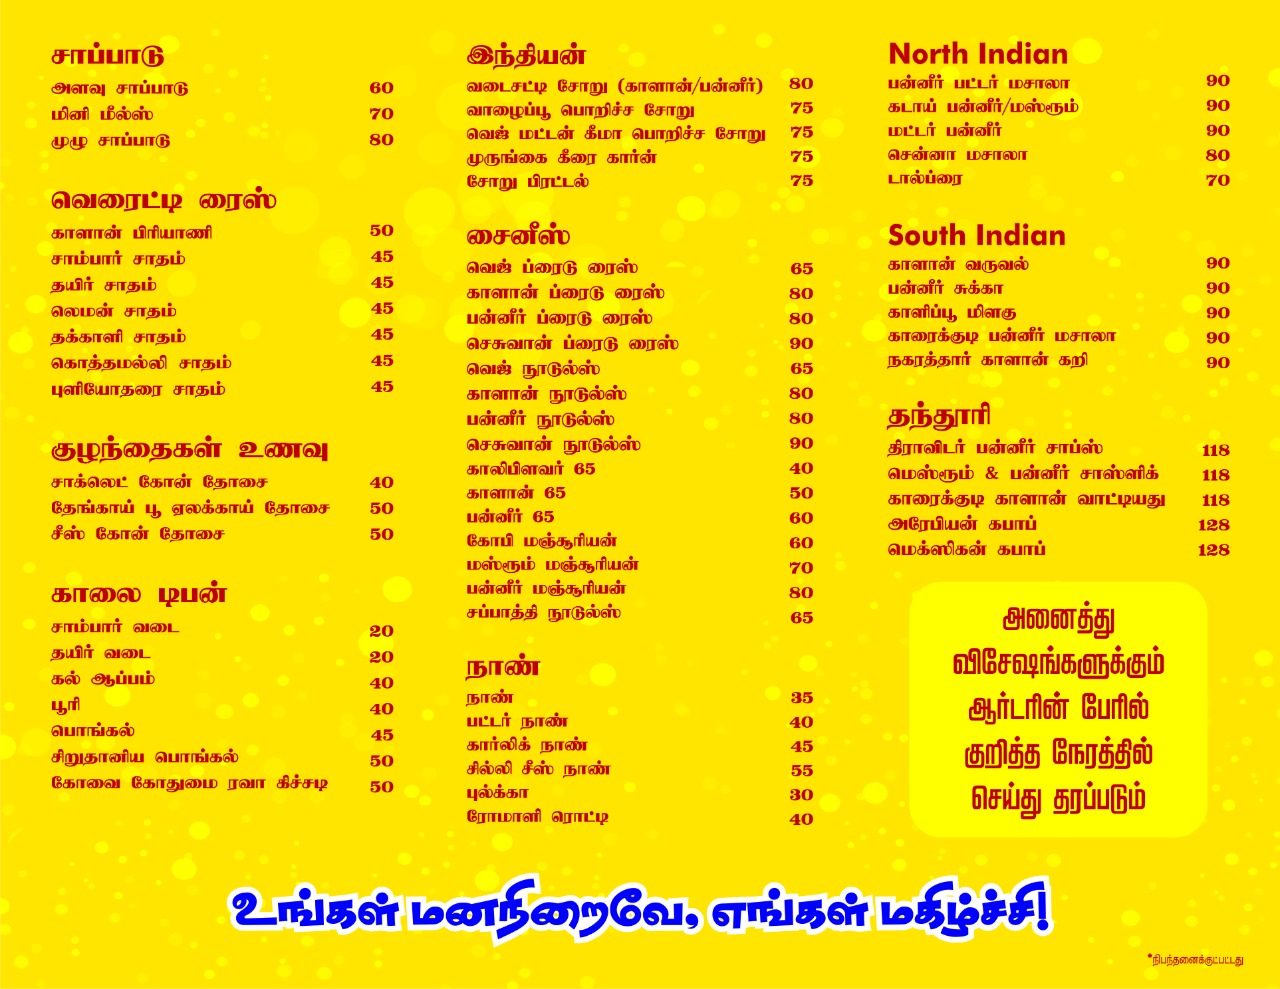 சாப்பாடு
அளவு சாப்பாடு 60
மினி மீல்ஸ் 70
முழு சாப்பாடு 80
வெரைட்டி ரைஸ்
காளான் பிரியாணி 50
சாம்பார் சாதம் 45
தயிர் சாதம் 45
லெமன் சாதம் 45
தக்காளி சாதம் 45
கொத்தமல்லி சாதம் 45
புளியோதரை சாதம் 45
குழந்தைகள் உணவு
சாக்லெட் கோன் தோசை 40
தேங்காய் பூ ஏலக்காய் தோசை 50
சீஸ் கோன் தோசை 50
காலை டிபன்
சாம்பார் வடை 20
தயிர் வடை 20
கல் ஆப்பம் 40
பூரி 40
பொங்கல் 45
சிறுதானிய பொங்கல் 50
கோவை கோதுமை ரவா கிச்சடி 50
இந்தியன்
வடைசட்டி சோறு (காளான்/பன்னீர்) 80
வாழைப்பூ பொறிச்ச சோறு 75
வெஜ் மட்டன் கீமா பொறிச்ச சோறு 75
முருங்கை கீரை கார்ன் 75
சோறு பிரட்டல் 75
சைனீஸ்
வெஜ் ப்ரைடு ரைஸ் 65
காளான் ப்ரைடு ரைஸ் 80
பன்னீர் ப்ரைடு ரைஸ் 80
செசுவான் ப்ரைடு ரைஸ் 90
வெஜ் நூடுல்ஸ் 65
காளான் நூடுல்ஸ் 80
பன்னீர் நூடுல்ஸ் 80
செசுவான் நூடுல்ஸ் 90
காலிபிளவர் 65 40
காளான் 65 50
பன்னீர் 65 60
கோபி மஞ்சூரியன் 60
மஸ்ரூம் மஞ்சூரியன் 70
பன்னீர் மஞ்சூரியன் 80
சப்பாத்தி நூடுல்ஸ் 65
நாண்
நாண் 35
பட்டர் நாண் 40
கார்லிக் நாண் 45
சில்லி சீஸ் நாண் 55
புல்க்கா 30
ரோமாளி ரொட்டி 40
North Indian
பன்னீர் பட்டர் மசாலா 90
கடாய் பன்னீர்/மஸ்ரூம் 90
மட்டர் பன்னீர் 90
சென்னா மசாலா 80
டால்ப்ரை 70
South Indian
காளான் வருவல் 90
பன்னீர் சுக்கா 90
காளிப்பூ மிளகு 90
காரைக்குடி பன்னீர் மசாலா 90
நகரத்தார் காளான் கறி 90
தந்தூரி
திராவிடர் பன்னீர் சாப்ஸ் 118
மெஸ்ரூம் & பன்னீர் சாஸ்ளிக் 118
காரைக்குடி காளான் வாட்டியது 118
அரேபியன் கபாப் 128
மெக்ஸிகன் கபாப் 128
அனைத்து
விசேஷங்களுக்கும்
ஆர்டரின் பேரில்
குறித்த நேரத்தில்
செய்து தரப்படும்
உங்கள் மனநிறைவே, எங்கள் மகிழ்ச்சி!
*நிபந்தனைக்குட்பட்டது